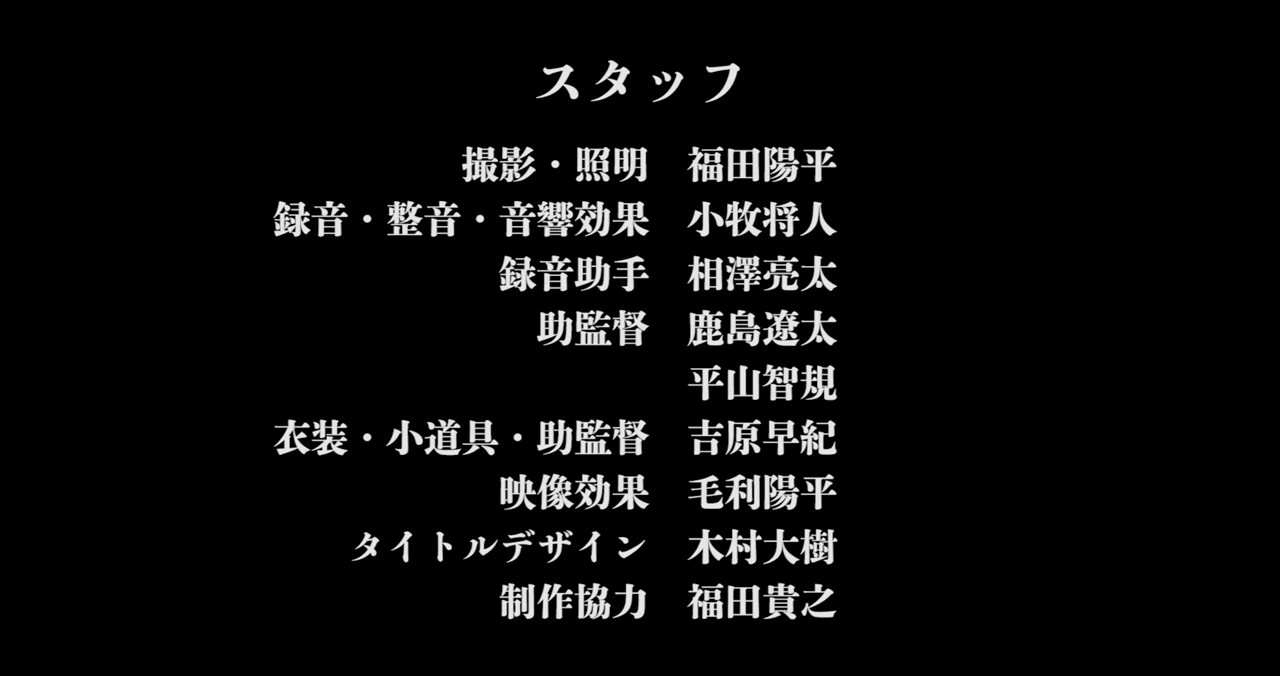 スタッフ
撮影・照明　福田陽平
録音・整音・音響効果　小牧将人
録音助手　相澤亮太
助監督　鹿島遼太
平山智規
衣装・小道具・助監督　吉原早紀
映像効果　毛利陽平
タイトルデザイン　木村大樹
制作協力　福田貴之